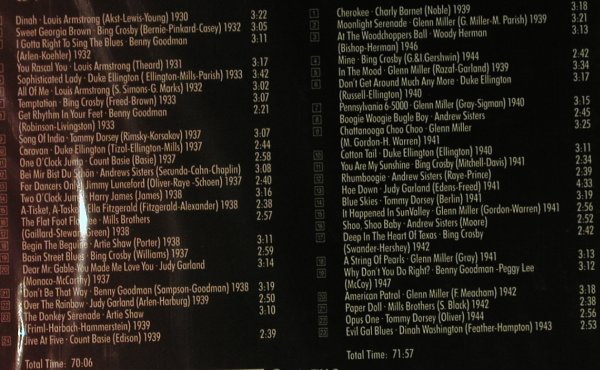 Dinah · Louis Armstrong (Akst-Lewis-Young) 1930 3:22
Sweet Georgia Brown · Bing Crosby (Bernie-Pinkard-Casey) 1932 3:05
I Gotta Right To Sing The Blues · Benny Goodman 3:11
(Arlen-Koehler) 1932
You Rascal You · Louis Armstrong (Theard) 1931 3:17
Sophisticated Lady · Duke Ellington (Ellington-Mills-Parish) 1933 3:42
All Of Me · Louis Armstrong (S. Simons-G. Marks) 1932 3:02
Temptation · Bing Crosby (Freed-Brown) 1933 3:07
Get Rhythm In Your Feet · Benny Goodman 2:21
(Robinson-Livingston) 1933
Song Of India · Tommy Dorsey (Rimsky-Korsakov) 1937 3:07
Caravan · Duke Ellington (Tizol-Ellington-Mills) 1937 2:44
One O'Clock Jump · Count Basie (Basie) 1937 2:58
Bei Mir Bist Du Schön · Andrews Sisters (Secunda-Cahn-Chaplin) 3:08
For Dancers Only · Jimmy Lunceford (Oliver-Raye-Schoen) 1937 2:40
Two O'Clock Jump · Harry James (James) 1938 3:16
A-Tisket, A-Tasket · Ella Fitzgerald (Fitzgerald-Alexander) 1938 2:38
The Flat Foot Floogie · Mills Brothers 2:57
(Gaillard-Stewart-Green) 1938
Begin The Beguine · Artie Shaw (Porter) 1938 3:11
Basin Street Blues · Bing Crosby (Williams) 1937 2:59
Dear Mr. Gable-You Made Me Love You · Judy Garland 3:14
(Monaco-McCarthy) 1937
Don't Be That Way · Benny Goodman (Sampson-Goodman) 1938 3:19
Over The Rainbow · Judy Garland (Arlen-Harburg) 1939 2:50
The Donkey Serenade · Artie Shaw 3:10
(Friml-Harbach-Hammerstein) 1939
Jive At Five · Count Basie (Edison) 1939 2:39
Total Time: 70:06
Cherokee · Charly Barnet (Noble) 1939 3:18
Moonlight Serenade · Glenn Miller (G. Miller-M. Parish) 1939 3:21
At The Woodchoppers Ball · Woody Herman 3:13
(Bishop-Herman) 1946
Mine · Bing Crosby (G.&I.Gershwin) 1944 2:42
In The Mood · Glenn Miller (Razaf-Garland) 1939 3:34
Don't Get Around Much Any More · Duke Ellington 3:17
(Russell-Ellington) 1940
Pennsylvania 6-5000 · Glenn Miller (Gray-Sigman) 1940 3:15
Boogie Woogie Bugle Boy · Andrew Sisters 2:45
Chattanooga Choo Choo · Glenn Miller 3:25
(M. Gordon-H. Warren) 1941
Cotton Tail · Duke Ellington (Ellington) 1940 3:11
You Are My Sunshine · Bing Crosby (Mitchell-Davis) 1941 2:34
Rhumboogie · Andrew Sisters (Raye-Prince) 2:39
Hoe Down · Judy Garland (Edens-Freed) 1941 4:33
Blue Skies · Tommy Dorsey (Berlin) 1941 3:14
It Happened In SunValley · Glenn Miller (Gordon-Warren) 1941 2:56
Shoo, Shoo Baby · Andrew Sisters (Moore) 2:52
Deep In The Heart Of Texas · Bing Crosby 2:42
(Swander-Hershey) 1942
A String Of Pearls · Glenn Miller (Gray) 1941 3:13
Why Don't You Do Right? · Benny Goodman - Peggy Lee 3:12
(McCoy) 1947
American Patrol · Glenn Miller (F. Meacham) 1942 3:18
Paper Doll · Mills Brothers (S. Black) 1942 2:38
Opus One · Tommy Dorsey (Oliver) 1944 2:58
Evil Gal Blues · Dinah Washington (Feather-Hampton) 1943 2:53
Total Time: 71:57